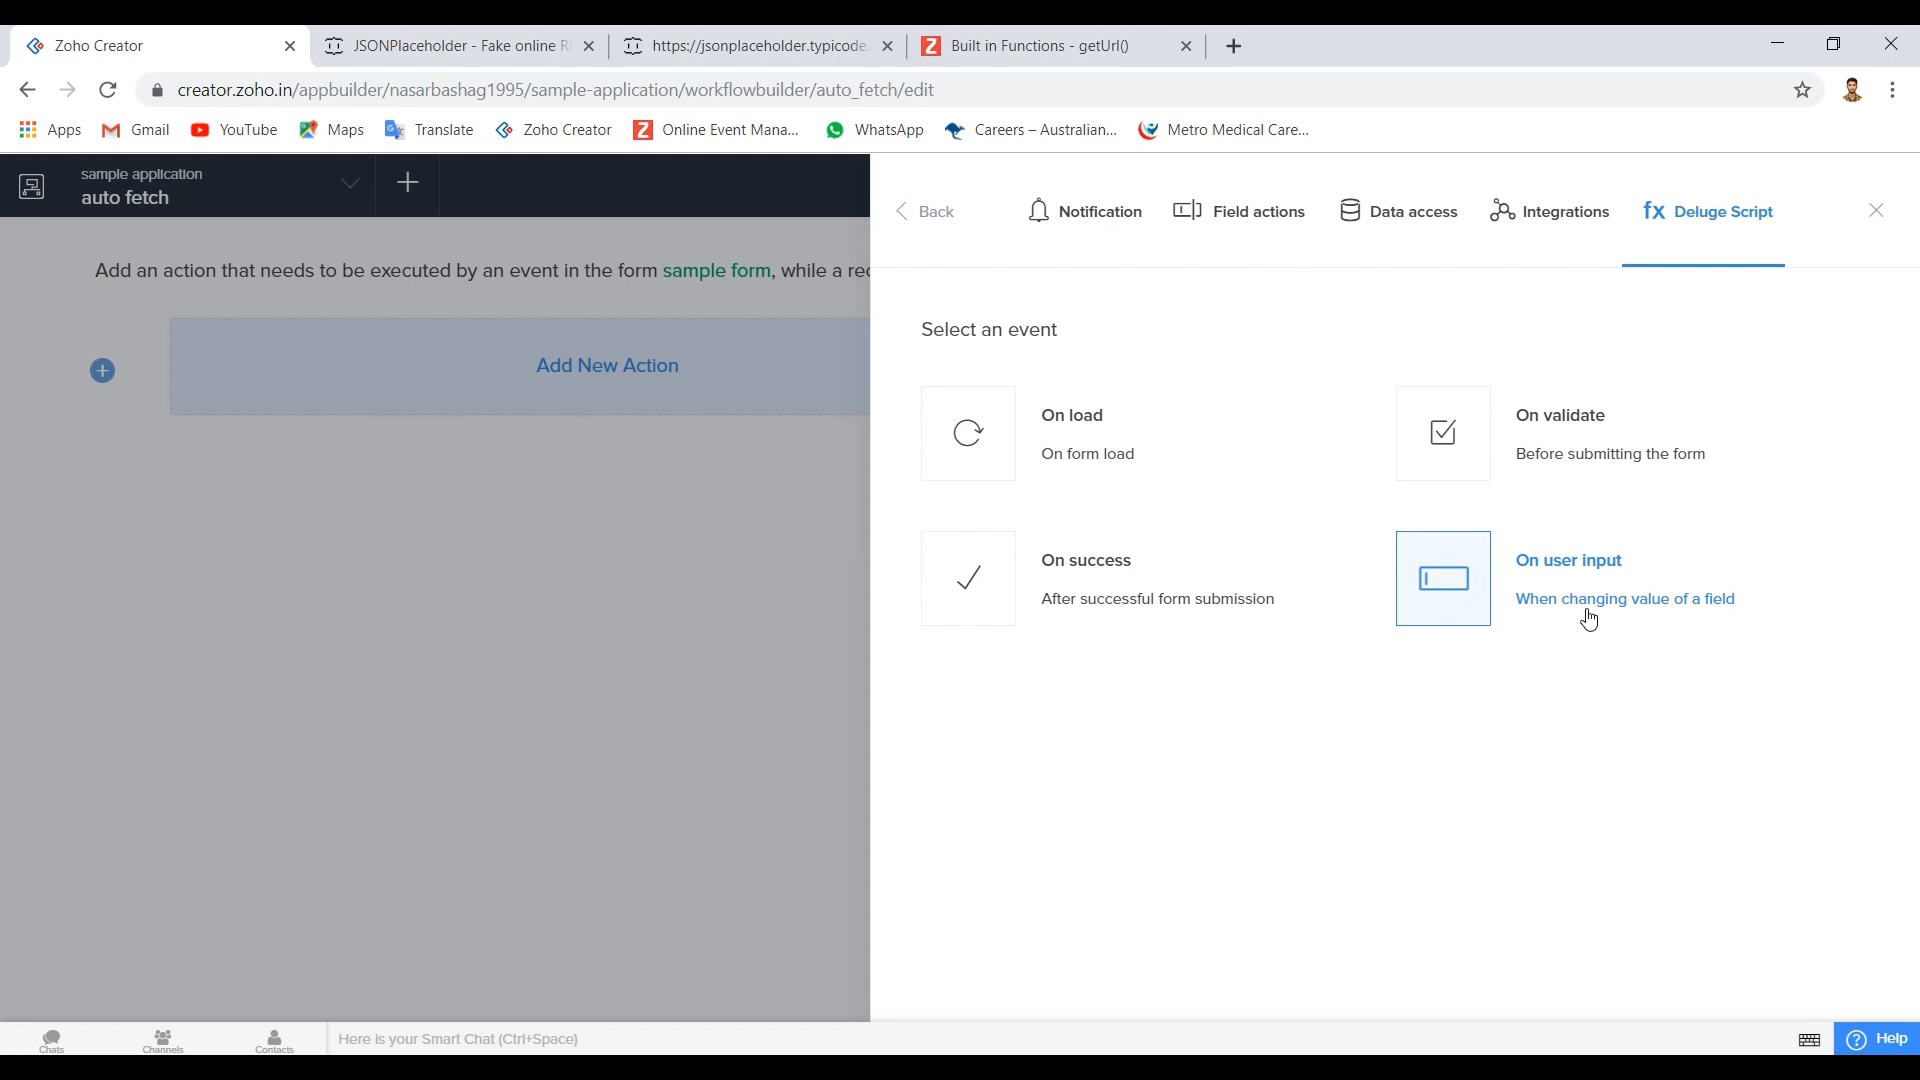 Zoho Creator
JSONPlaceholder - Fake online R
https://jsonplaceholder.typicode.
Built in Functions - getUrl()
creator.zoho.in/appbuilder/nasarbashag1995/sample-application/workflowbuilder/auto_fetch/edit
Apps
Gmail
YouTube
Maps
Translate
Zoho Creator
Online Event Mana...
WhatsApp
Careers – Australian...
Metro Medical Care...
sample application
auto fetch
Back
Notification
Field actions
Data access
Integrations
fx Deluge Script
Add an action that needs to be executed by an event in the form sample form, while a rec
Add New Action
Select an event
On load
On form load
On validate
Before submitting the form
On success
After successful form submission
On user input
When changing value of a field
Chats
Channels
Contacts
Here is your Smart Chat (Ctrl+Space)
Help